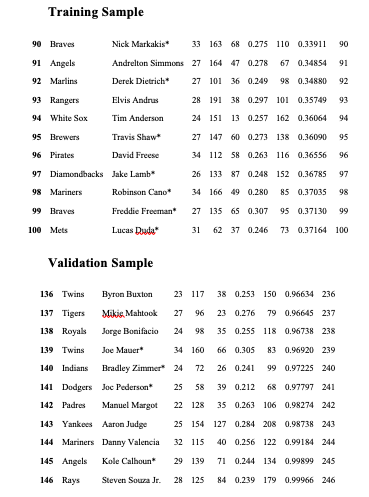 Training Sample
90 Braves Nick Markakis* 33 163 68 0.275 110 0.33911 90
91 Angels Andrelton Simmons 27 164 47 0.278 67 0.34854 91
92 Marlins Derek Dietrich* 27 101 36 0.249 98 0.34880 92
93 Rangers Elvis Andrus 28 191 38 0.297 101 0.35749 93
94 White Sox Tim Anderson 24 151 13 0.257 162 0.36064 94
95 Brewers Travis Shaw* 27 147 60 0.273 138 0.36090 95
96 Pirates David Freese 34 112 58 0.263 116 0.36556 96
97 Diamondbacks Jake Lamb* 26 133 87 0.248 152 0.36785 97
98 Mariners Robinson Cano* 34 166 49 0.280 85 0.37035 98
99 Braves Freddie Freeman* 27 135 65 0.307 95 0.37130 99
100 Mets Lucas Duda* 31 62 37 0.246 73 0.37164 100
Validation Sample
136 Twins Byron Buxton 23 117 38 0.253 150 0.96634 236
137 Tigers Mikie Mahtook 27 96 23 0.276 79 0.96645 237
138 Royals Jorge Bonifacio 24 98 35 0.255 118 0.96738 238
139 Twins Joe Mauer* 34 160 66 0.305 83 0.96920 239
140 Indians Bradley Zimmer* 24 72 26 0.241 99 0.97225 240
141 Dodgers Joc Pederson* 25 58 39 0.212 68 0.97797 241
142 Padres Manuel Margot 22 128 35 0.263 106 0.98274 242
143 Yankees Aaron Judge 25 154 127 0.284 208 0.98738 243
144 Mariners Danny Valencia 32 115 40 0.256 122 0.99184 244
145 Angels Kole Calhoun* 29 139 71 0.244 134 0.99899 245
146 Rays Steven Souza Jr. 28 125 84 0.239 179 0.99966 246